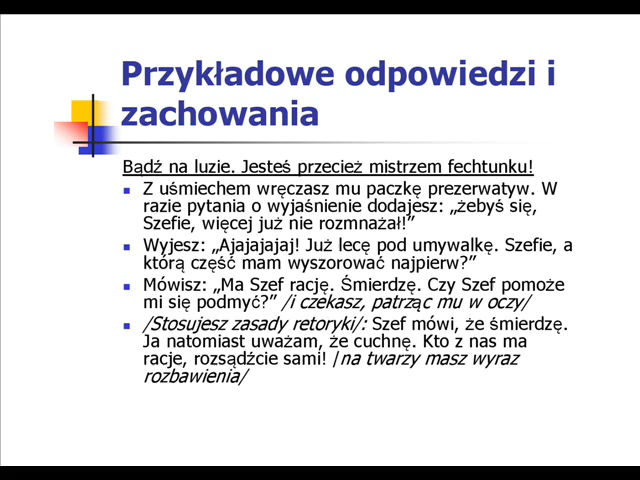 Przykładowe odpowiedzi i
zachowania
Bądź na luzie. Jesteś przecież mistrzem fechtunku!
Z uśmiechem wręczasz mu paczkę prezerwatyw. W
razie pytania o wyjaśnienie dodajesz: „żebyś się,
Szefie, więcej już nie rozmnażał!”
Wyjesz: „Ajajajajaj! Już lecę pod umywalkę. Szefie, a
którą część mam wyszorować najpierw?”
Mówisz: „Ma Szef rację. Śmierdzę. Czy Szef pomoże
mi się podmyć?” /i czekasz, patrząc mu w oczy/
/Stosujesz zasady retoryki/: Szef mówi, że śmierdzę.
Ja natomiast uważam, że cuchnę. Kto z nas ma
racje, rozsądźcie sami! /na twarzy masz wyraz
rozbawienia/